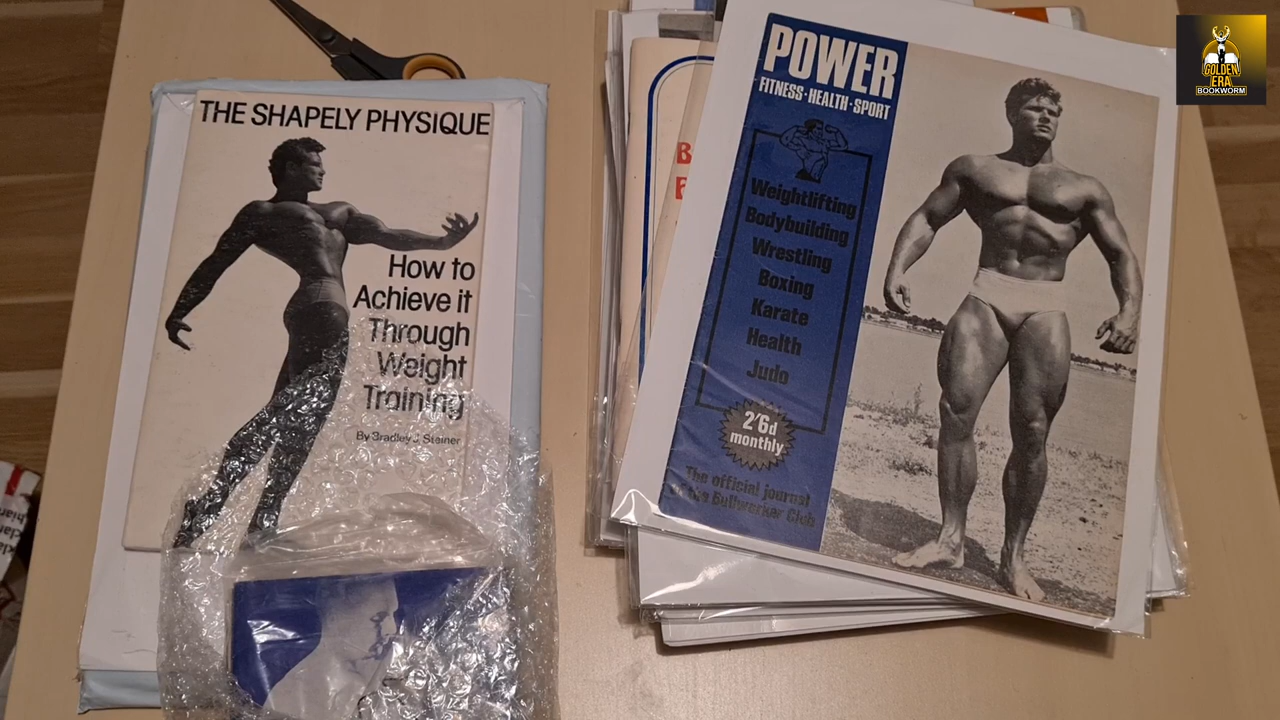 THE SHAPELY PHYSIQUE
How to
Achieve it
Through
Weight
Training
By Bradley J. Steiner
POWER
FITNESS·HEALTH·SPORT
Weightlifting
Bodybuilding
Wrestling
Boxing
Karate
Health
Judo
2'6d
monthly
The official journal
of the Bullworker Club
B
GOLDEN
ERA
BOOKWORM